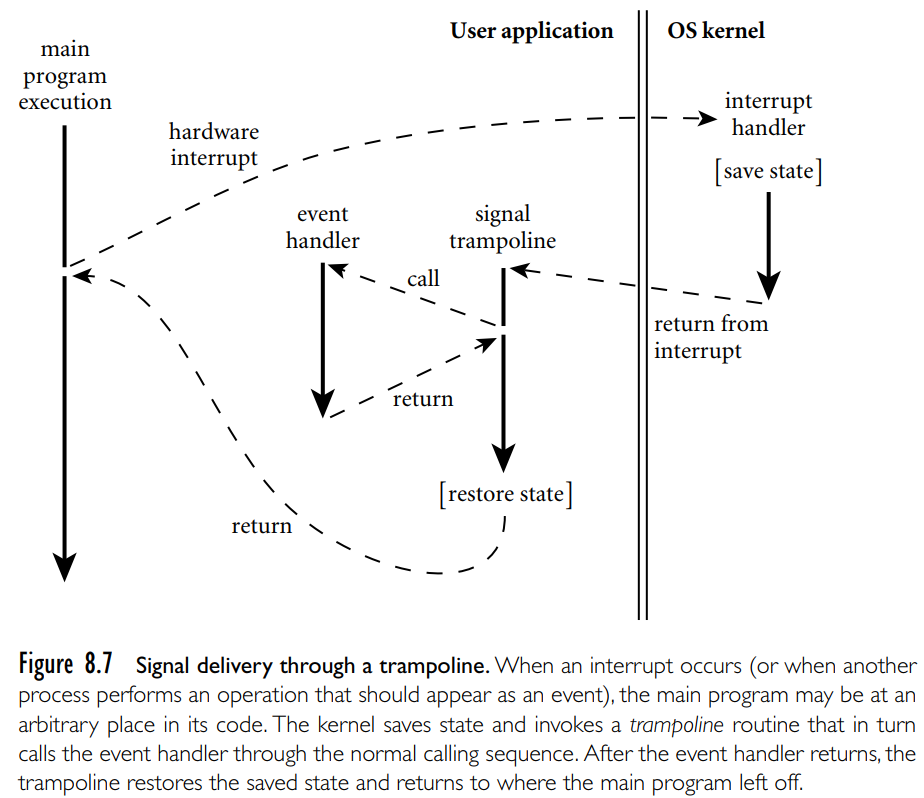 User application
OS kernel
main
program
execution
interrupt
handler
hardware
interrupt
[save state]
event
handler
signal
trampoline
call
return from
interrupt
return
[restore state]
return
Figure 8.7 Signal delivery through a trampoline. When an interrupt occurs (or when another
process performs an operation that should appear as an event), the main program may be at an
arbitrary place in its code. The kernel saves state and invokes a trampoline routine that in turn
calls the event handler through the normal calling sequence. After the event handler returns, the
trampoline restores the saved state and returns to where the main program left off.